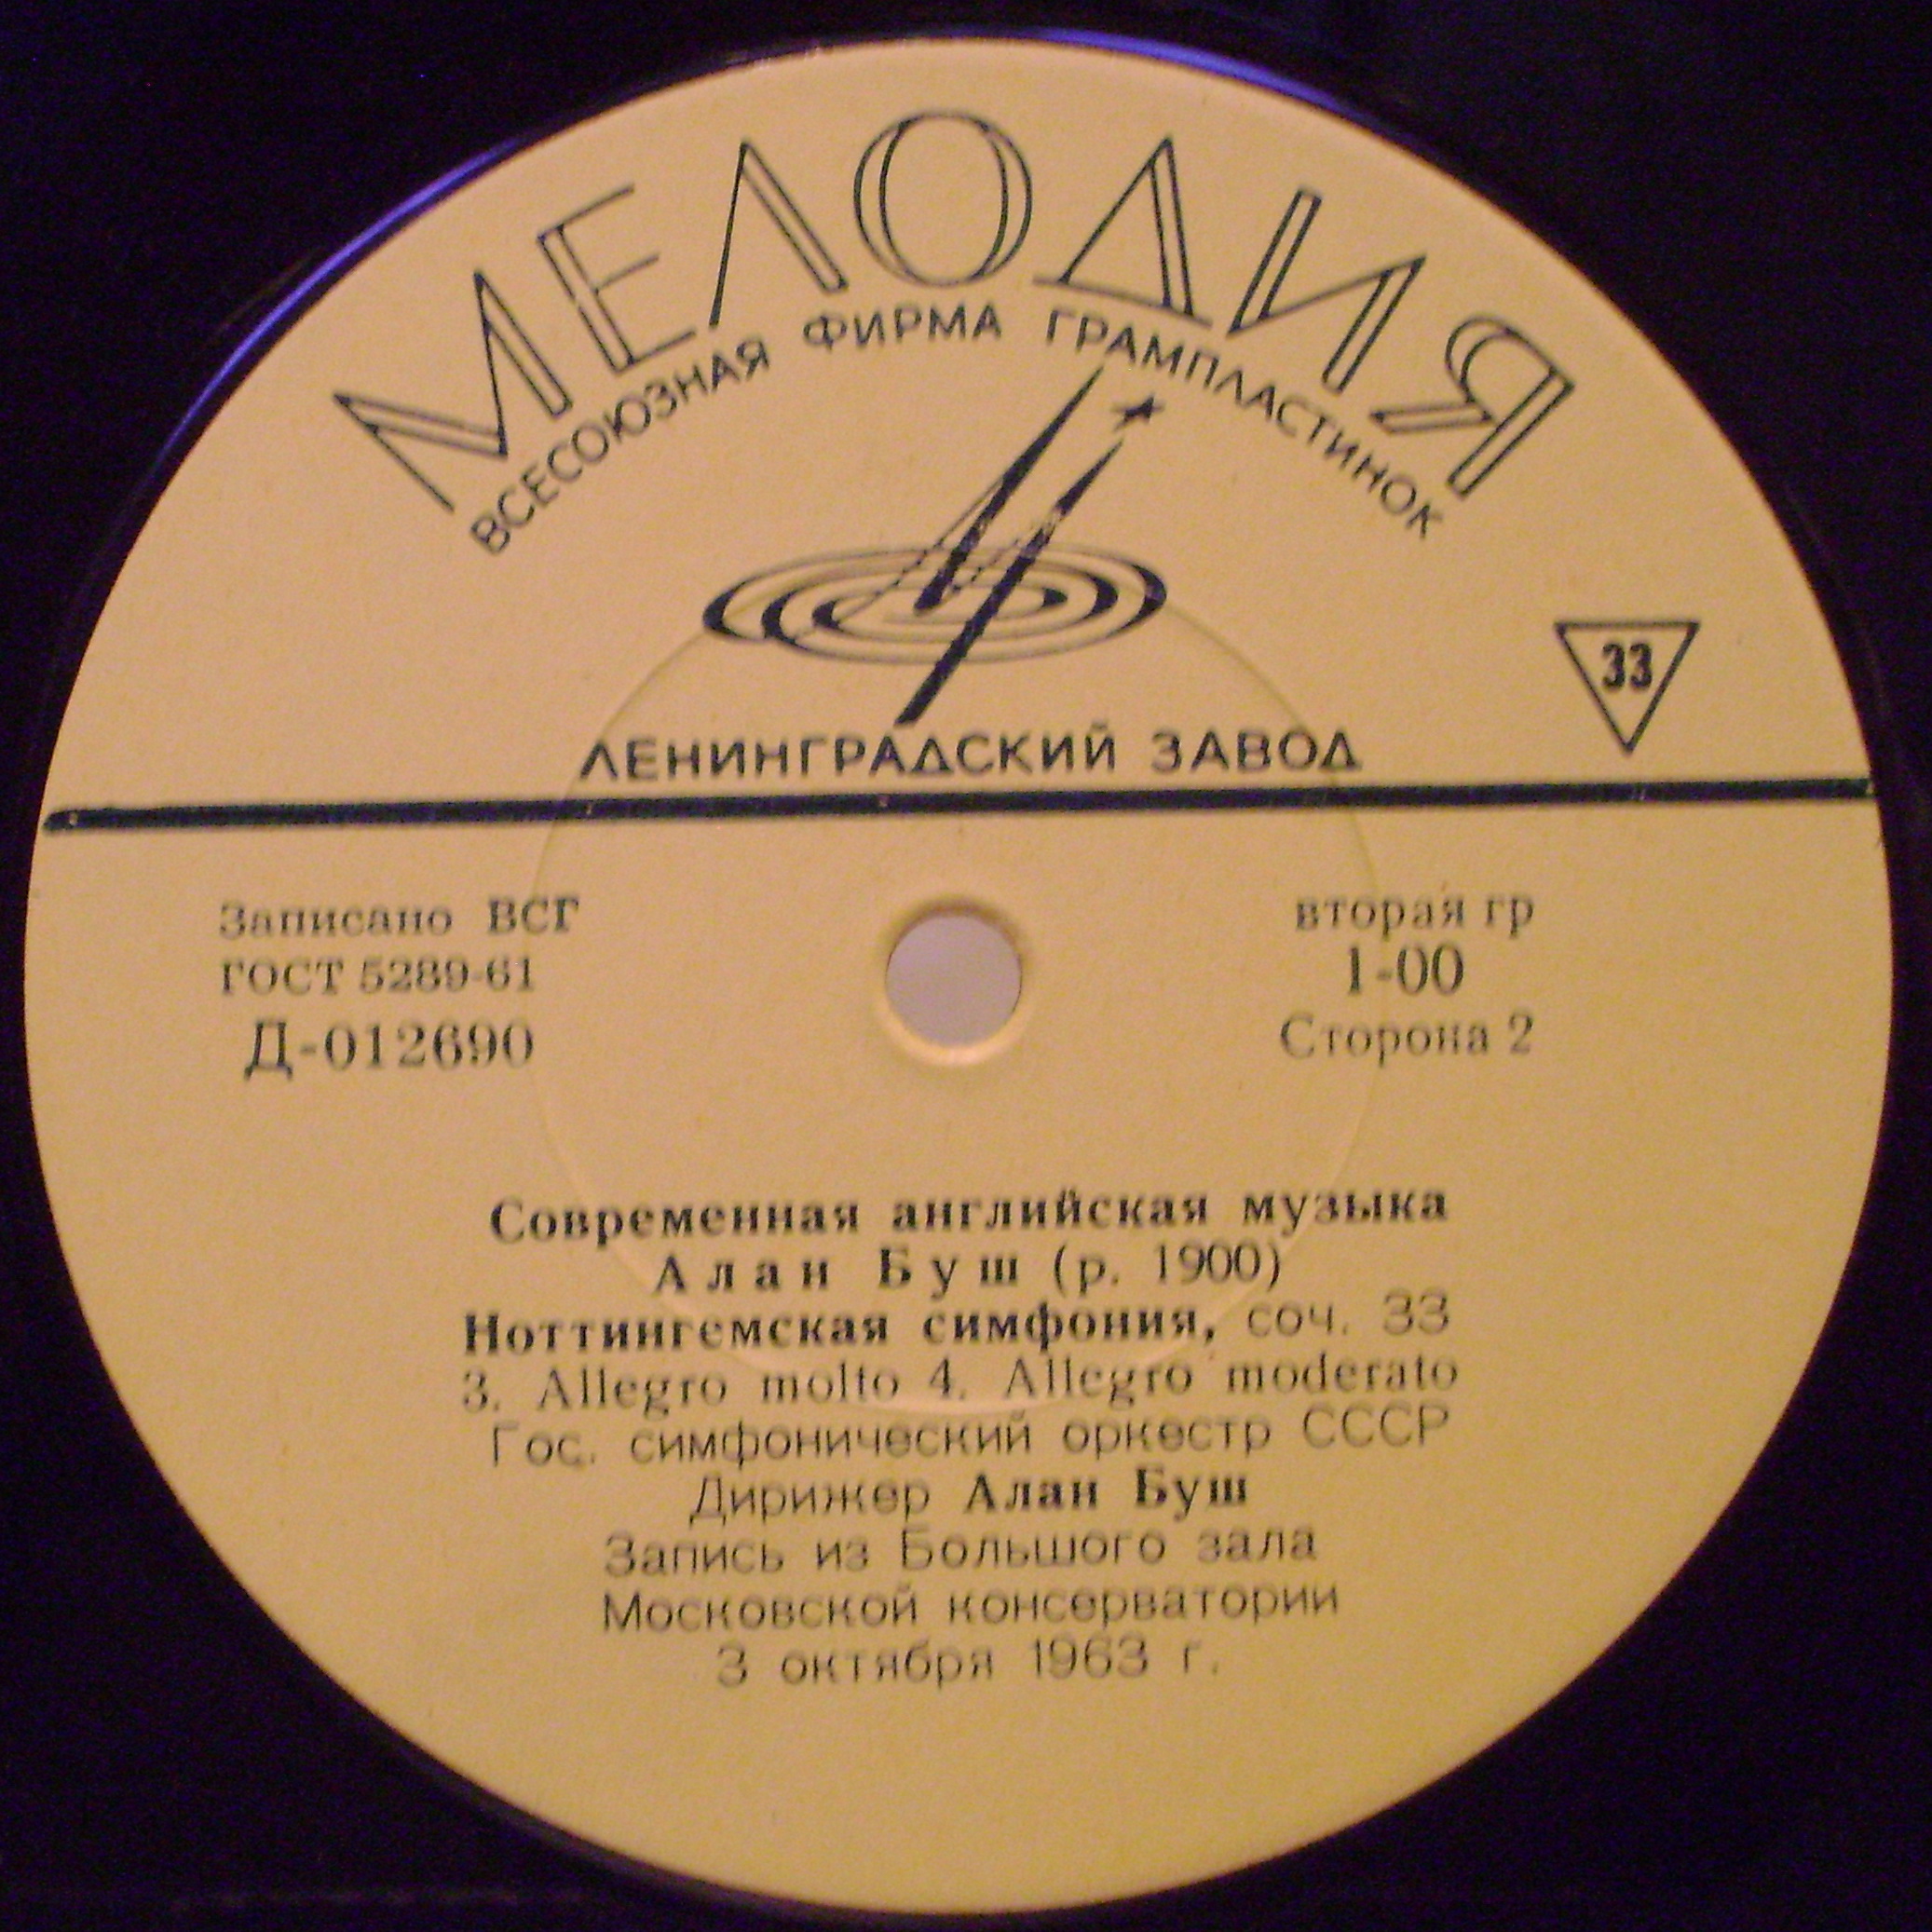 МЕЛОДИЯ
ВСЕСОЮЗНАЯ ФИРМА ГРАМПЛАСТИНОК
33
ЛЕНИНГРАДСКИЙ ЗАВОД
Записано ВСГ
ГОСТ 5289-61
Д-012690
вторая гр
1-00
Сторона 2
Современная английская музыка
Алан Буш (р. 1900)
Ноттингемская симфония, соч. 33
3. Allegro molto 4. Allegro moderato
Гос. симфонический оркестр СССР
Дирижер Алан Буш
Запись из Большого зала
Московской консерватории
3 октября 1963 г.